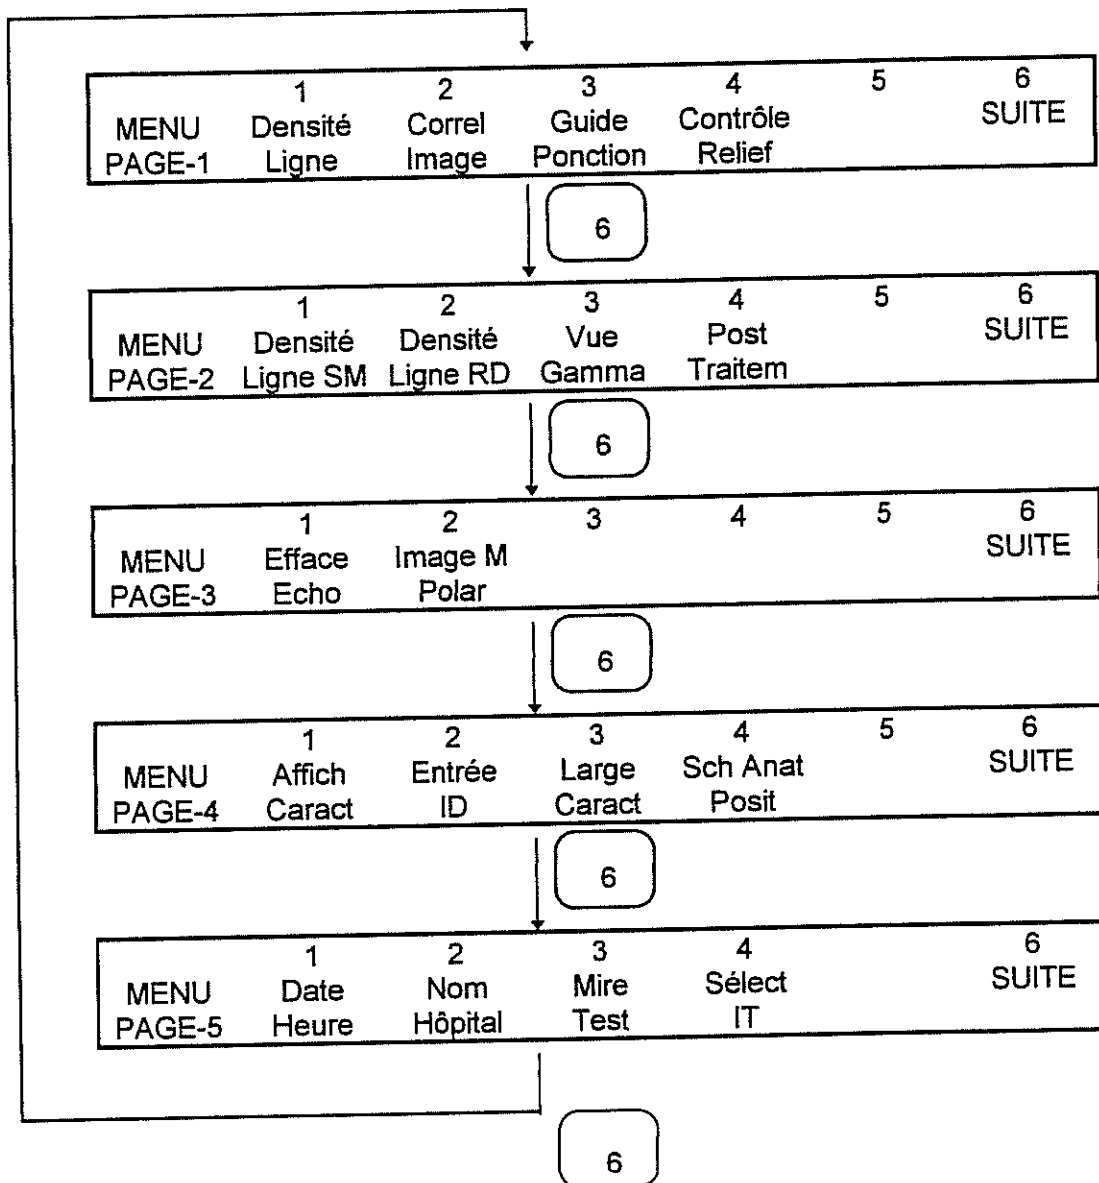 1 2 3 4 5 6
MENU Densité Correl Guide Contrôle SUITE
PAGE-1 Ligne Image Ponction Relief
6
1 2 3 4 5 6
MENU Densité Densité Vue Post SUITE
PAGE-2 Ligne SM Ligne RD Gamma Traitem
6
1 2 3 4 5 6
MENU Efface Image M SUITE
PAGE-3 Echo Polar
6
1 2 3 4 5 6
MENU Affich Entrée Large Sch Anat SUITE
PAGE-4 Caract ID Caract Posit
6
1 2 3 4 6
MENU Date Nom Mire Sélect SUITE
PAGE-5 Heure Hôpital Test IT
6